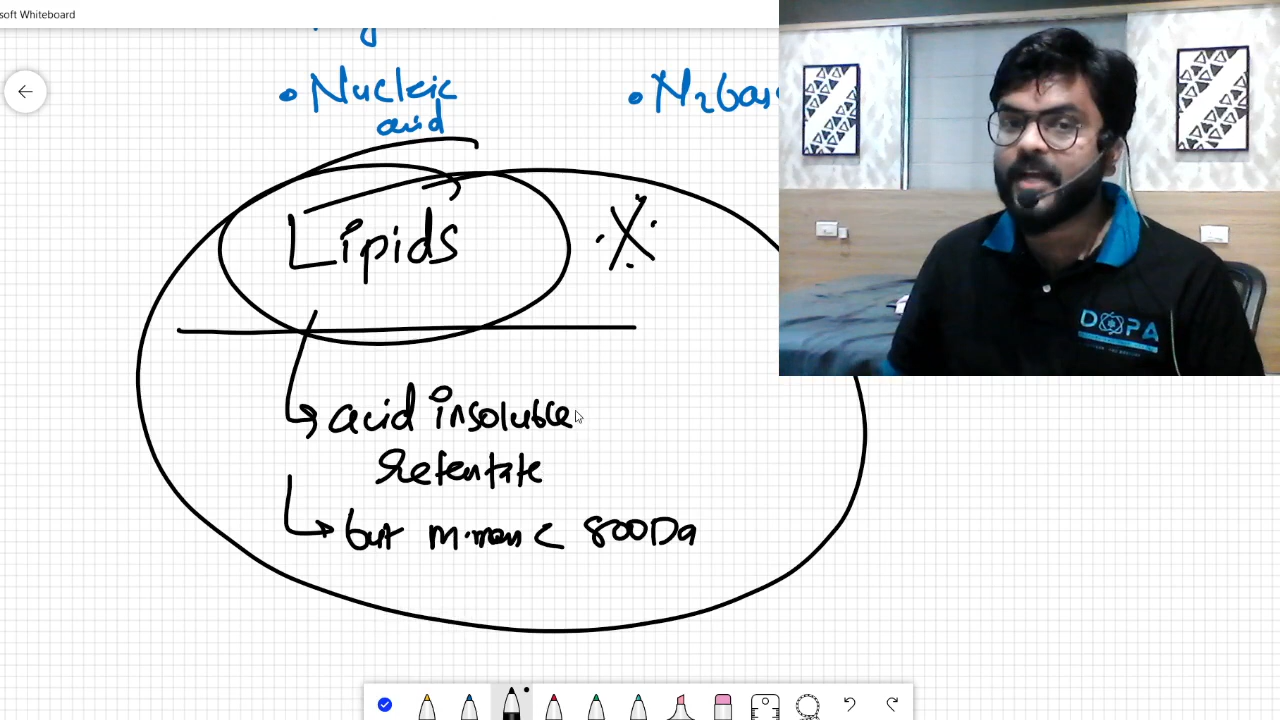 soft Whiteboard
• Nucleic
acid
• N2 bas
Lipids
X
acid insoluble
Retentate
but m.mass < 800Da
DOPA